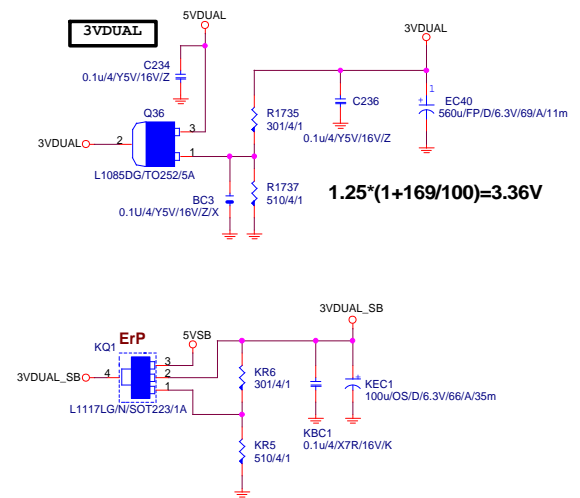 3VDUAL
5VDUAL
3VDUAL
C234
0.1u/4/Y5V/16V/Z
Q36
3
3VDUAL
2
1
L1085DG/TO252/5A
R1735
301/4/1
C236
0.1u/4/Y5V/16V/Z
1
+
EC40
560u/FP/D/6.3V/69/A/11m
BC3
0.1U/4/Y5V/16V/Z/X
R1737
510/4/1
1.25*(1+169/100)=3.36V
3VDUAL_SB
ErP
5VSB
KQ1
3
3VDUAL_SB
4
2
1
L1117LG/N/SOT223/1A
KR6
301/4/1
KBC1
0.1u/4/X7R/16V/K
+
KEC1
100u/OS/D/6.3V/66/A/35m
KR5
510/4/1